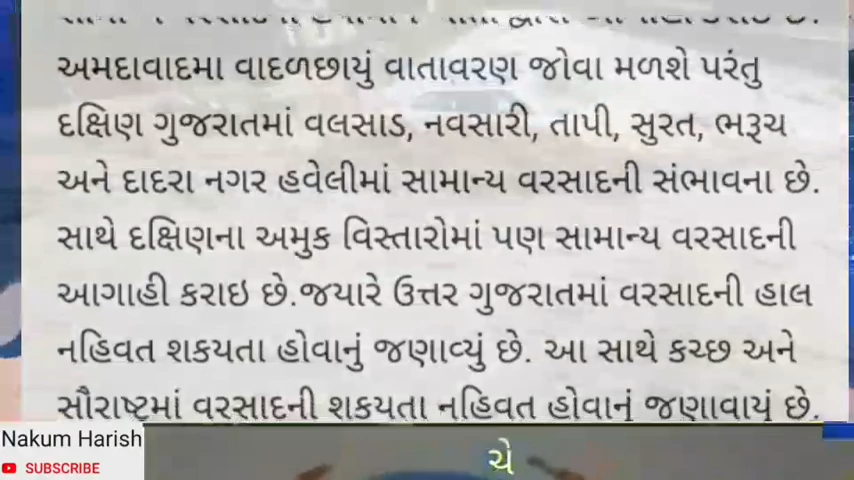 અમદાવાદમા વાદળછાયું વાતાવરણ જોવા મળશે પરંતુ
દક્ષિણ ગુજરાતમાં વલસાડ, નવસારી, તાપી, સુરત, ભરૂચ
અને દાદરા નગર હવેલીમાં સામાન્ય વરસાદની સંભાવના છે.
સાથે દક્ષિણના અમુક વિસ્તારોમાં પણ સામાન્ય વરસાદની
આગાહી કરાઇ છે.જયારે ઉત્તર ગુજરાતમાં વરસાદની હાલ
નહિવત શકયતા હોવાનું જણાવ્યું છે. આ સાથે કચ્છ અને
સૌરાષ્ટ્રમાં વરસાદની શકયતા નહિવત હોવાનું જણાવાયું છે.
Nakum Harish
SUBSCRIBE
ચે